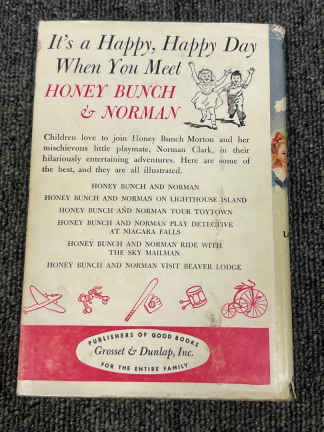 It's a Happy, Happy Day
When You Meet
HONEY BUNCH
& NORMAN
Children love to join Honey Bunch Morton and her
mischievous little playmate, Norman Clark, in their
hilariously entertaining adventures. Here are some of
the best, and they are all illustrated.
HONEY BUNCH AND NORMAN
HONEY BUNCH AND NORMAN ON LIGHTHOUSE ISLAND
HONEY BUNCH AND NORMAN TOUR TOYTOWN
HONEY BUNCH AND NORMAN PLAY DETECTIVE
AT NIAGARA FALLS
HONEY BUNCH AND NORMAN RIDE WITH
THE SKY MAILMAN
HONEY BUNCH AND NORMAN VISIT BEAVER LODGE
PUBLISHERS OF GOOD BOOKS
Grosset & Dunlap, Inc.
FOR THE ENTIRE FAMILY